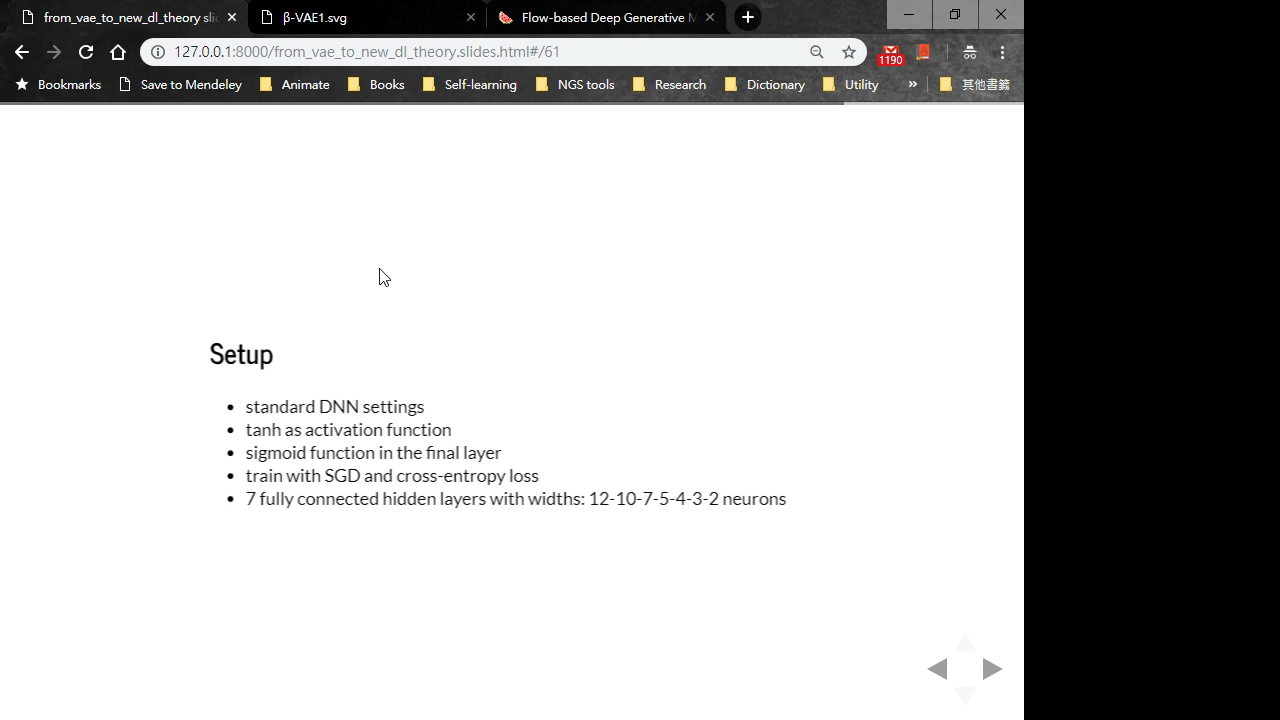 from_vae_to_new_dl_theory slid
β-VAE1.svg
Flow-based Deep Generative M
127.0.0.1:8000/from_vae_to_new_dl_theory.slides.html#/61
1190
Bookmarks
Save to Mendeley
Animate
Books
Self-learning
NGS tools
Research
Dictionary
Utility
»
其他書籤
Setup
• standard DNN settings
• tanh as activation function
• sigmoid function in the final layer
• train with SGD and cross-entropy loss
• 7 fully connected hidden layers with widths: 12-10-7-5-4-3-2 neurons